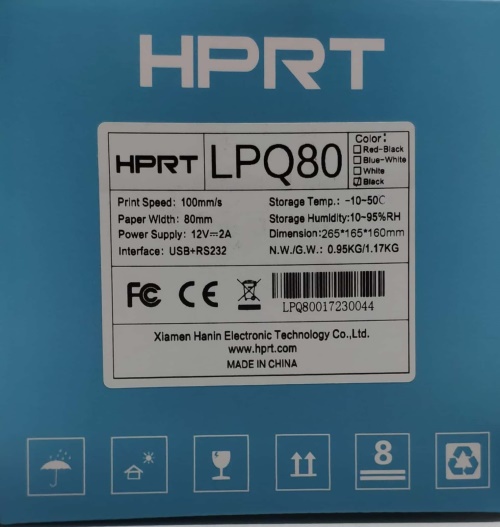 HPRT
HPRT LPQ80
Color:
Red-Black
Blue-White
White
Black
Print Speed: 100mm/s
Paper Width: 80mm
Power Supply: 12V⎓2A
Interface: USB+RS232
Storage Temp.: -10~50C
Storage Humidity:10~95%RH
Dimension:265*165*160mm
N.W./G.W.: 0.95KG/1.17KG
FC CE
LPQ80017230044
Xiamen Hanin Electronic Technology Co.,Ltd.
www.hprt.com
MADE IN CHINA
8